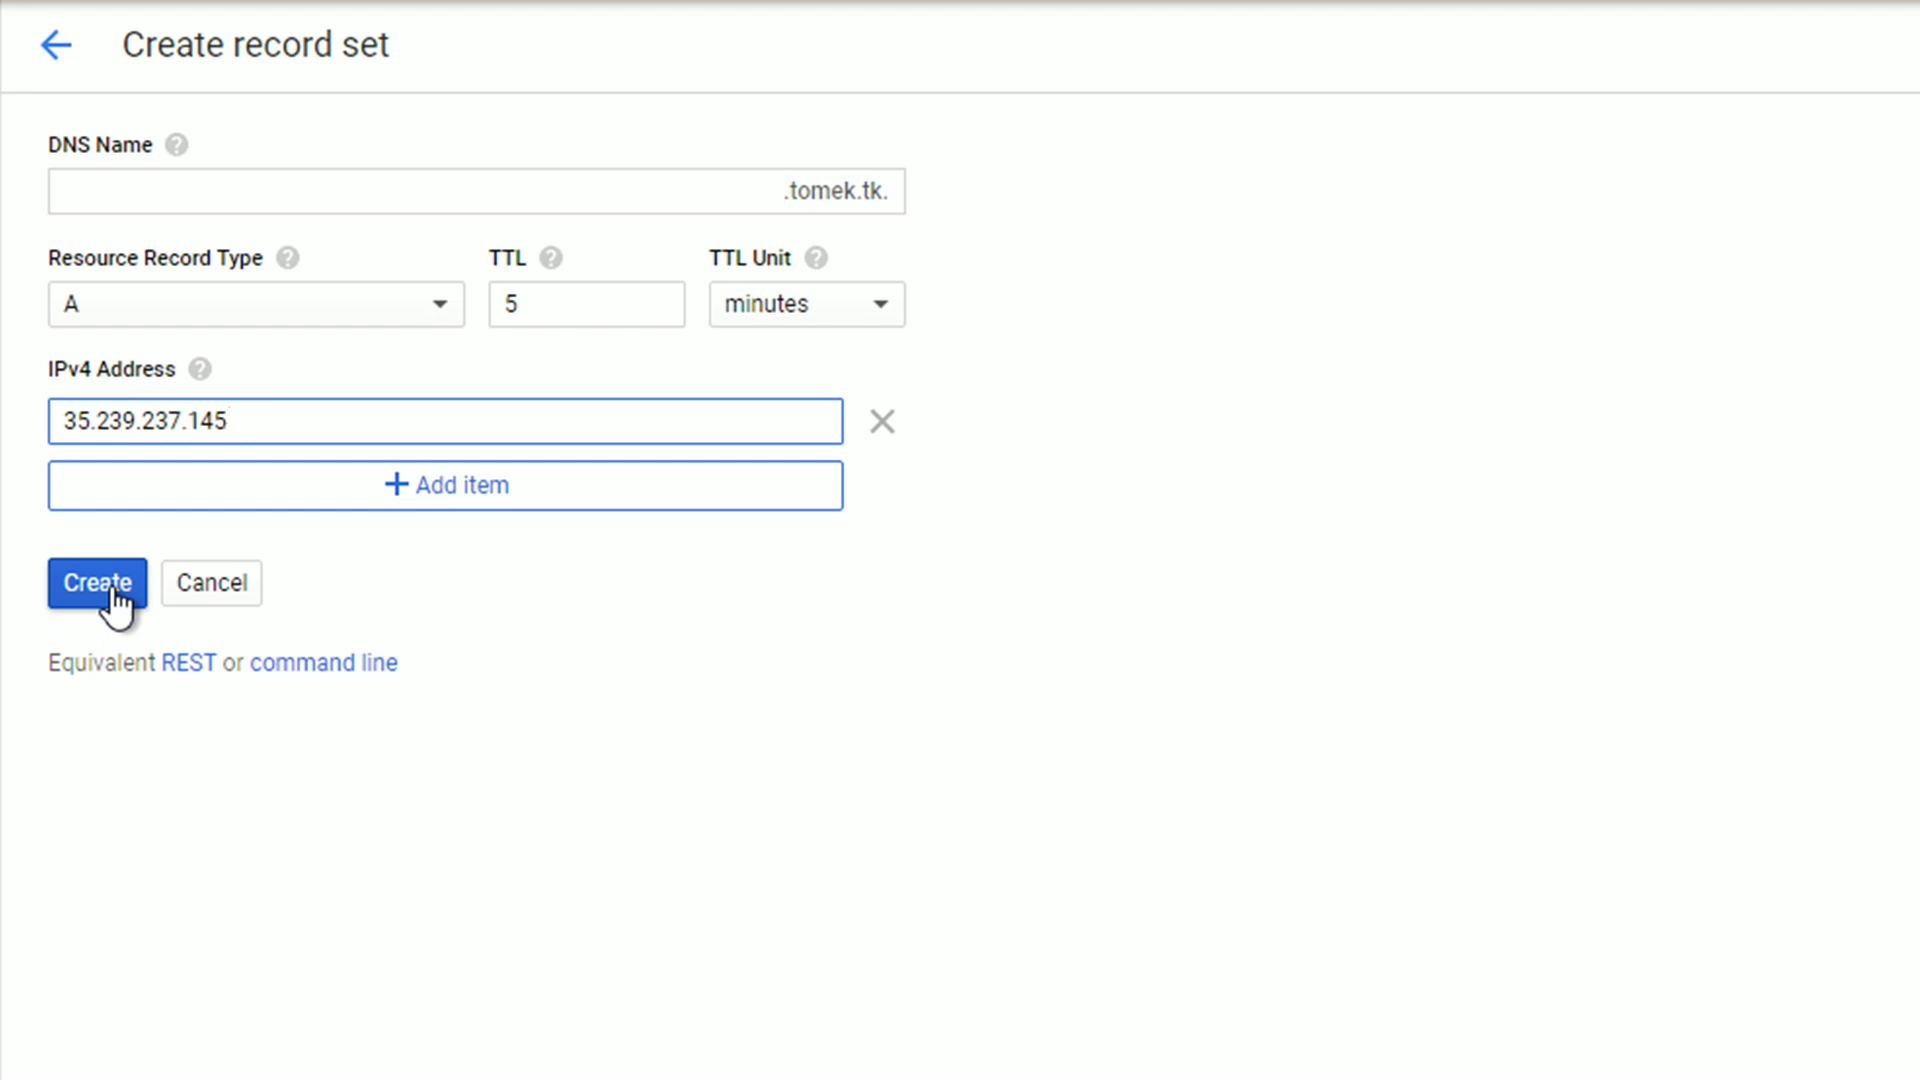 Create record set
DNS Name
.tomek.tk.
Resource Record Type TTL TTL Unit
A 5 minutes
IPv4 Address
35.239.237.145
Add item
Create Cancel
Equivalent REST or command line